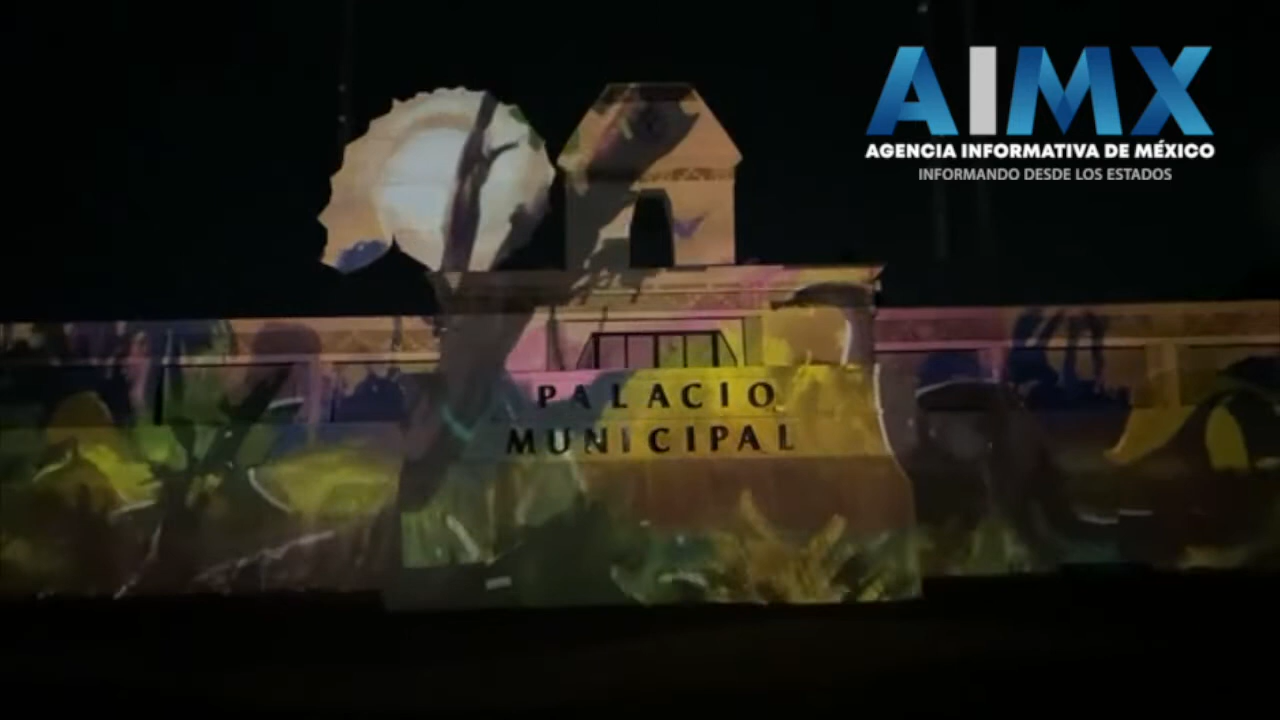 AIMX
AGENCIA INFORMATIVA DE MÉXICO
INFORMANDO DESDE LOS ESTADOS
PALACIO
MUNICIPAL